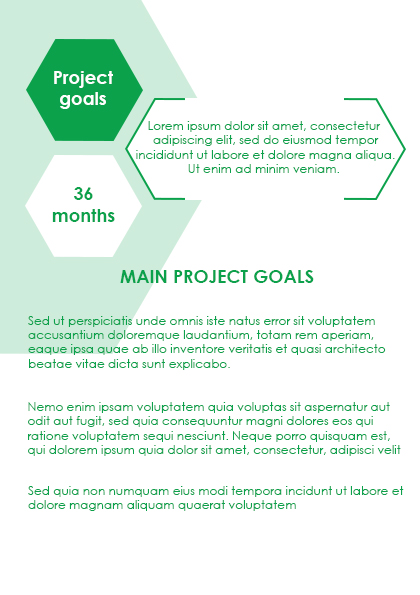 Project
goals
Lorem ipsum dolor sit amet, consectetur
adipiscing elit, sed do eiusmod tempor
incididunt ut labore et dolore magna aliqua.
Ut enim ad minim veniam.
36
months
MAIN PROJECT GOALS
Sed ut perspiciatis unde omnis iste natus error sit voluptatem
accusantium doloremque laudantium, totam rem aperiam,
eaque ipsa quae ab illo inventore veritatis et quasi architecto
beatae vitae dicta sunt explicabo.
Nemo enim ipsam voluptatem quia voluptas sit aspernatur aut
odit aut fugit, sed quia consequuntur magni dolores eos qui
ratione voluptatem sequi nesciunt. Neque porro quisquam est,
qui dolorem ipsum quia dolor sit amet, consectetur, adipisci velit
Sed quia non numquam eius modi tempora incidunt ut labore et
dolore magnam aliquam quaerat voluptatem